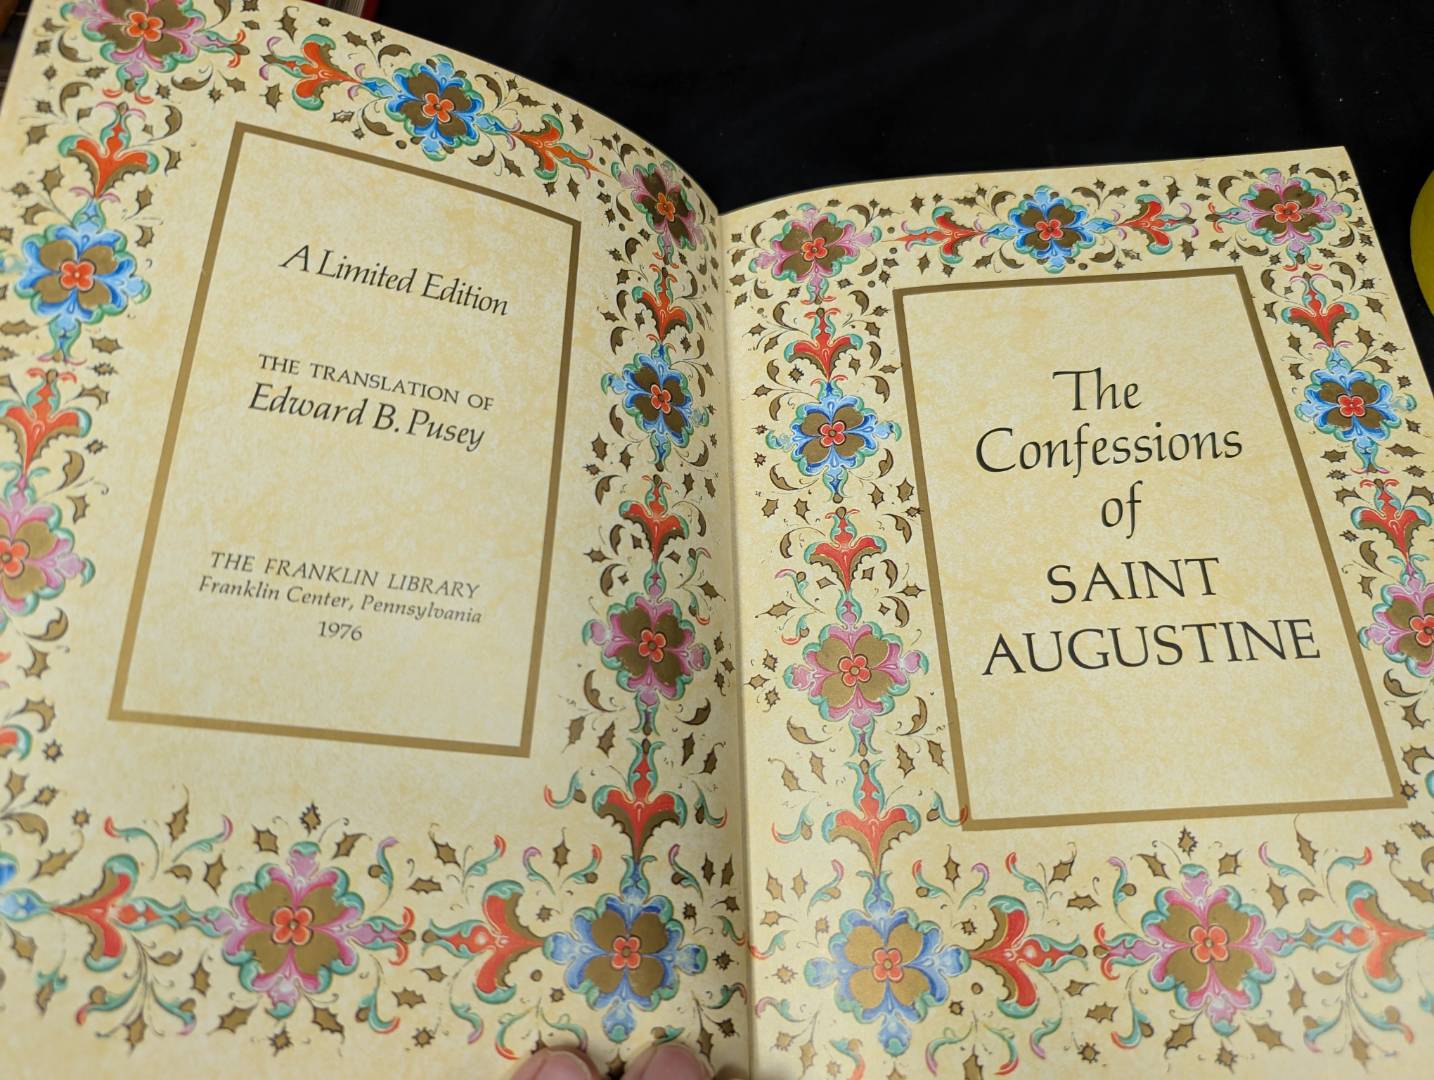 A Limited Edition
THE TRANSLATION OF
Edward B. Pusey
THE FRANKLIN LIBRARY
Franklin Center, Pennsylvania
1976
The
Confessions
of
SAINT
AUGUSTINE